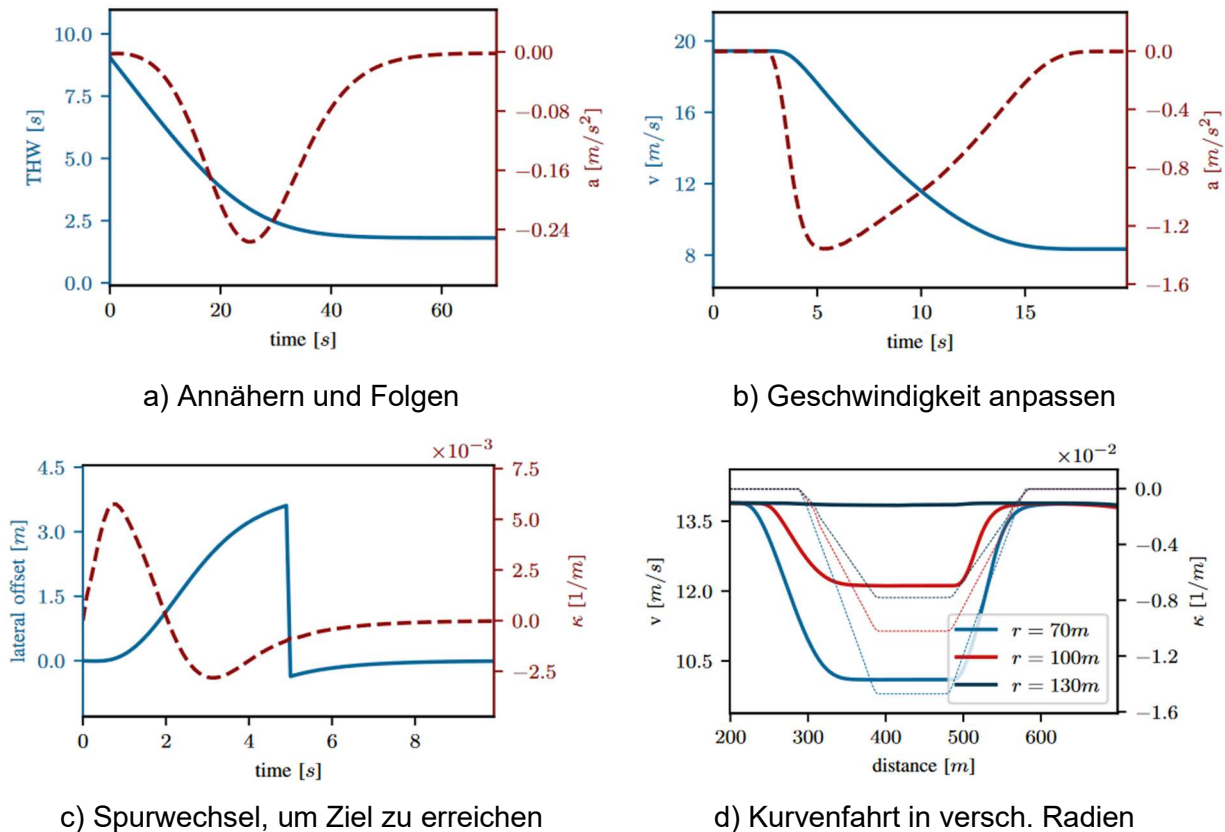 10.0
7.5
5.0
2.5
0.0
THW [s]
0.00
−0.08
−0.16
−0.24
a [m/s²]
0 20 40 60
time [s]
a) Annähern und Folgen
20
16
12
8
v [m/s]
0.0
−0.4
−0.8
−1.2
−1.6
a [m/s²]
0 5 10 15
time [s]
b) Geschwindigkeit anpassen
×10⁻³
4.5
3.0
1.5
0.0
lateral offset [m]
7.5
5.0
2.5
0.0
−2.5
κ [1/m]
0 2 4 6 8
time [s]
c) Spurwechsel, um Ziel zu erreichen
×10⁻²
13.5
12.0
10.5
v [m/s]
0.0
−0.4
−0.8
−1.2
−1.6
κ [1/m]
r = 70m
r = 100m
r = 130m
200 300 400 500 600
distance [m]
d) Kurvenfahrt in versch. Radien